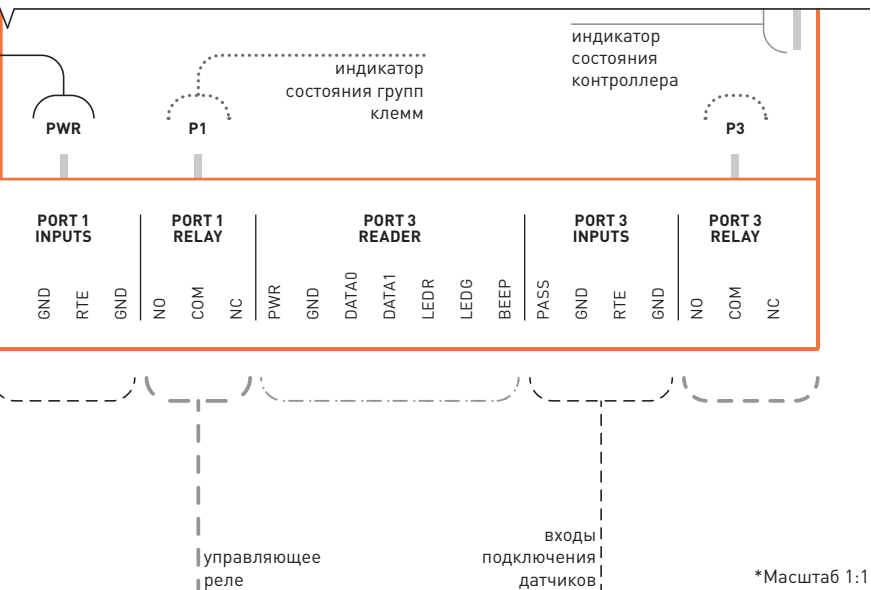 индикатор
состояния
контроллера
индикатор
состояния групп
клемм
PWR
P1
P3
PORT 1
INPUTS
PORT 1
RELAY
PORT 3
READER
PORT 3
INPUTS
PORT 3
RELAY
GND
RTE
GND
NO
COM
NC
PWR
GND
DATA0
DATA1
LEDR
LEDG
BEEP
PASS
GND
RTE
GND
NO
COM
NC
управляющее
реле
входы
подключения
датчиков
*Масштаб 1:1